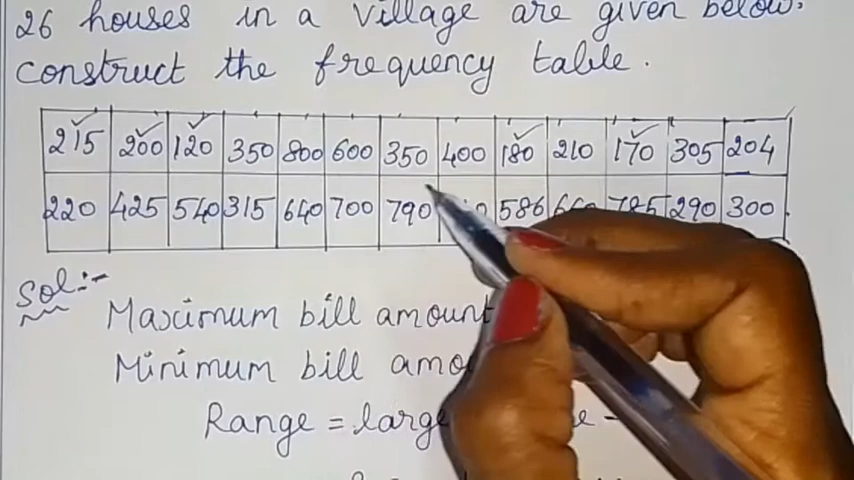 26 houses in a village are given below.
construct the frequency table.
215 200 120 350 800 600 350 400 180 210 170 305 204
220 425 540 315 640 700 790 586 785 290 300
Sol:-
Maximum bill amount
Minimum bill
Range = large